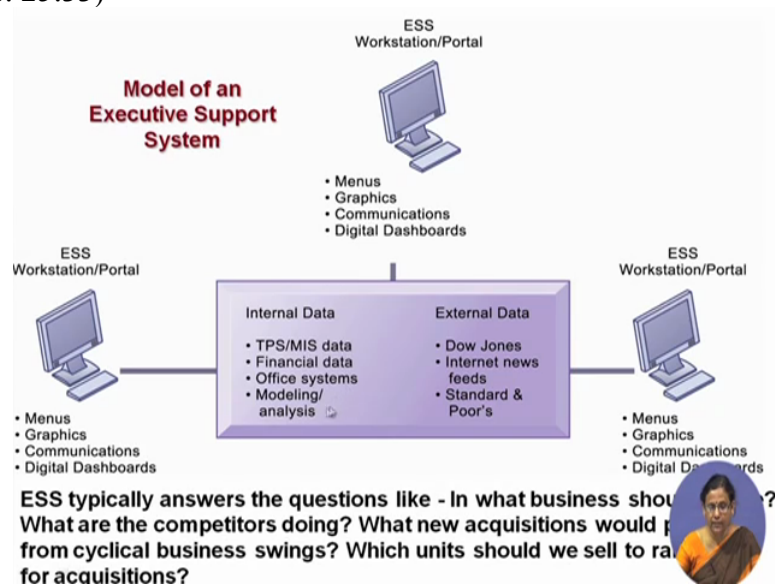 ESS
Workstation/Portal
Model of an
Executive Support
System
• Menus
• Graphics
• Communications
• Digital Dashboards
ESS
Workstation/Portal
ESS
Workstation/Portal
Internal Data
• TPS/MIS data
• Financial data
• Office systems
• Modeling/
analysis
External Data
• Dow Jones
• Internet news
feeds
• Standard &
Poor's
• Menus
• Graphics
• Communications
• Digital Dashboards
• Menus
• Graphics
• Communications
• Digital
ESS typically answers the questions like - In what business ?
What are the competitors doing? What new acquisitions would
from cyclical business swings? Which units should we sell to
for acquisitions?